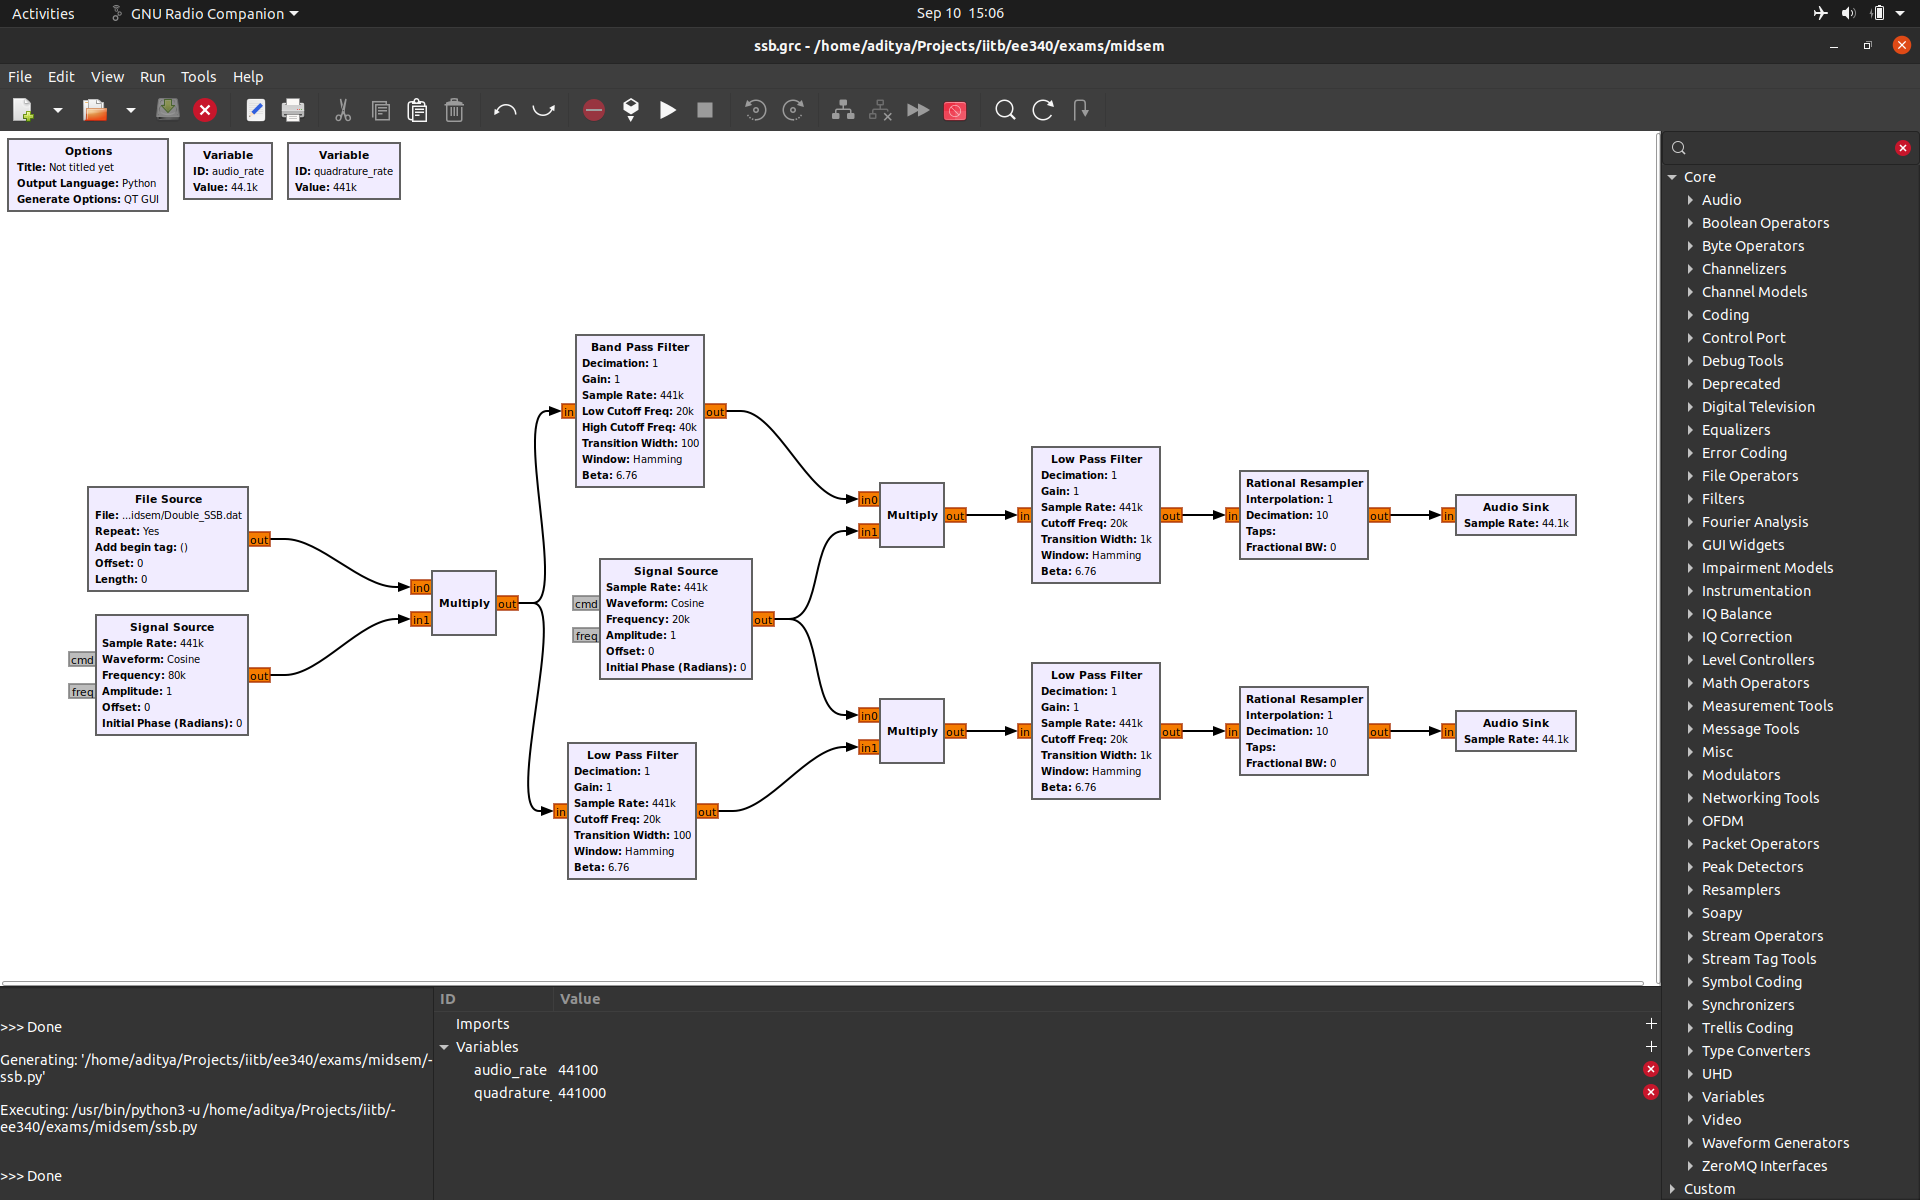 Activities
GNU Radio Companion
Sep 10 15:06
ssb.grc - /home/aditya/Projects/iitb/ee340/exams/midsem
File Edit View Run Tools Help
Options
Title: Not titled yet
Output Language: Python
Generate Options: QT GUI
Variable
ID: audio_rate
Value: 44.1k
Variable
ID: quadrature_rate
Value: 441k
File Source
File: ...idsem/Double_SSB.dat
Repeat: Yes
Add begin tag: ()
Offset: 0
Length: 0
out
Signal Source
Sample Rate: 441k
Waveform: Cosine
Frequency: 80k
Amplitude: 1
Offset: 0
Initial Phase (Radians): 0
cmd
freq
out
in0
in1
Multiply
out
in
Band Pass Filter
Decimation: 1
Gain: 1
Sample Rate: 441k
Low Cutoff Freq: 20k
High Cutoff Freq: 40k
Transition Width: 100
Window: Hamming
Beta: 6.76
out
cmd
freq
Signal Source
Sample Rate: 441k
Waveform: Cosine
Frequency: 20k
Amplitude: 1
Offset: 0
Initial Phase (Radians): 0
out
in
Low Pass Filter
Decimation: 1
Gain: 1
Sample Rate: 441k
Cutoff Freq: 20k
Transition Width: 100
Window: Hamming
Beta: 6.76
out
in0
in1
Multiply
out
in
Low Pass Filter
Decimation: 1
Gain: 1
Sample Rate: 441k
Cutoff Freq: 20k
Transition Width: 1k
Window: Hamming
Beta: 6.76
out
in
Rational Resampler
Interpolation: 1
Decimation: 10
Taps:
Fractional BW: 0
out
in
Audio Sink
Sample Rate: 44.1k
in0
in1
Multiply
out
in
Low Pass Filter
Decimation: 1
Gain: 1
Sample Rate: 441k
Cutoff Freq: 20k
Transition Width: 1k
Window: Hamming
Beta: 6.76
out
in
Rational Resampler
Interpolation: 1
Decimation: 10
Taps:
Fractional BW: 0
out
in
Audio Sink
Sample Rate: 44.1k
Core
Audio
Boolean Operators
Byte Operators
Channelizers
Channel Models
Coding
Control Port
Debug Tools
Deprecated
Digital Television
Equalizers
Error Coding
File Operators
Filters
Fourier Analysis
GUI Widgets
Impairment Models
Instrumentation
IQ Balance
IQ Correction
Level Controllers
Math Operators
Measurement Tools
Message Tools
Misc
Modulators
Networking Tools
OFDM
Packet Operators
Peak Detectors
Resamplers
Soapy
Stream Operators
Stream Tag Tools
Symbol Coding
Synchronizers
Trellis Coding
Type Converters
UHD
Variables
Video
Waveform Generators
ZeroMQ Interfaces
Custom
>>> Done
Generating: '/home/aditya/Projects/iitb/ee340/exams/midsem/-
ssb.py'
Executing: /usr/bin/python3 -u /home/aditya/Projects/iitb/-
ee340/exams/midsem/ssb.py
>>> Done
ID Value
Imports
Variables
audio_rate 44100
quadrature_ 441000